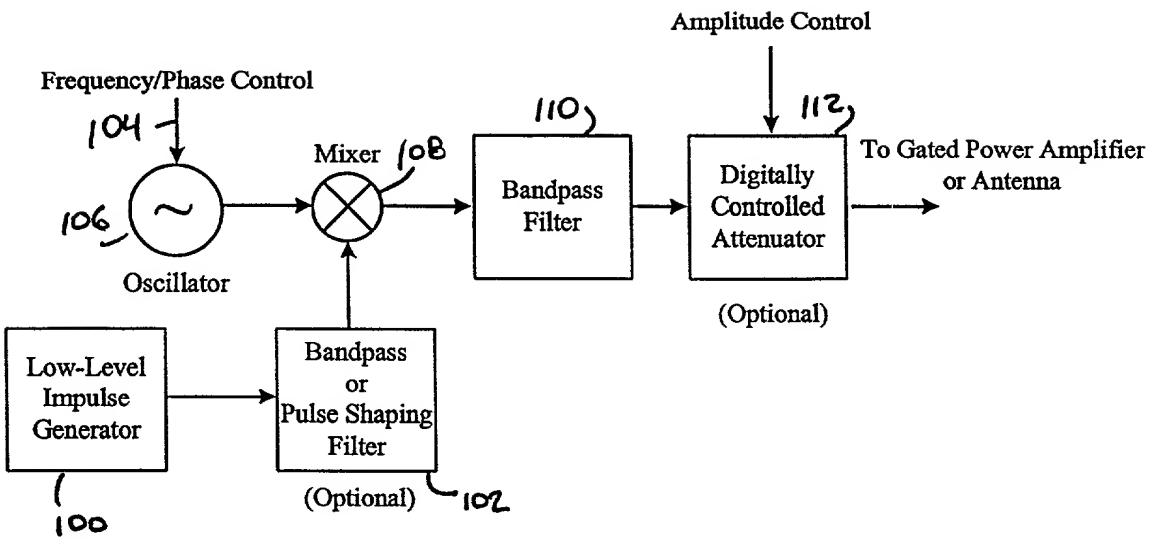 Amplitude Control
Frequency/Phase Control
104
110
112
Mixer
108
To Gated Power Amplifier
or Antenna
Bandpass
Filter
Digitally
Controlled
Attenuator
~
106
Oscillator
(Optional)
Low-Level
Impulse
Generator
Bandpass
or
Pulse Shaping
Filter
(Optional)
102
100